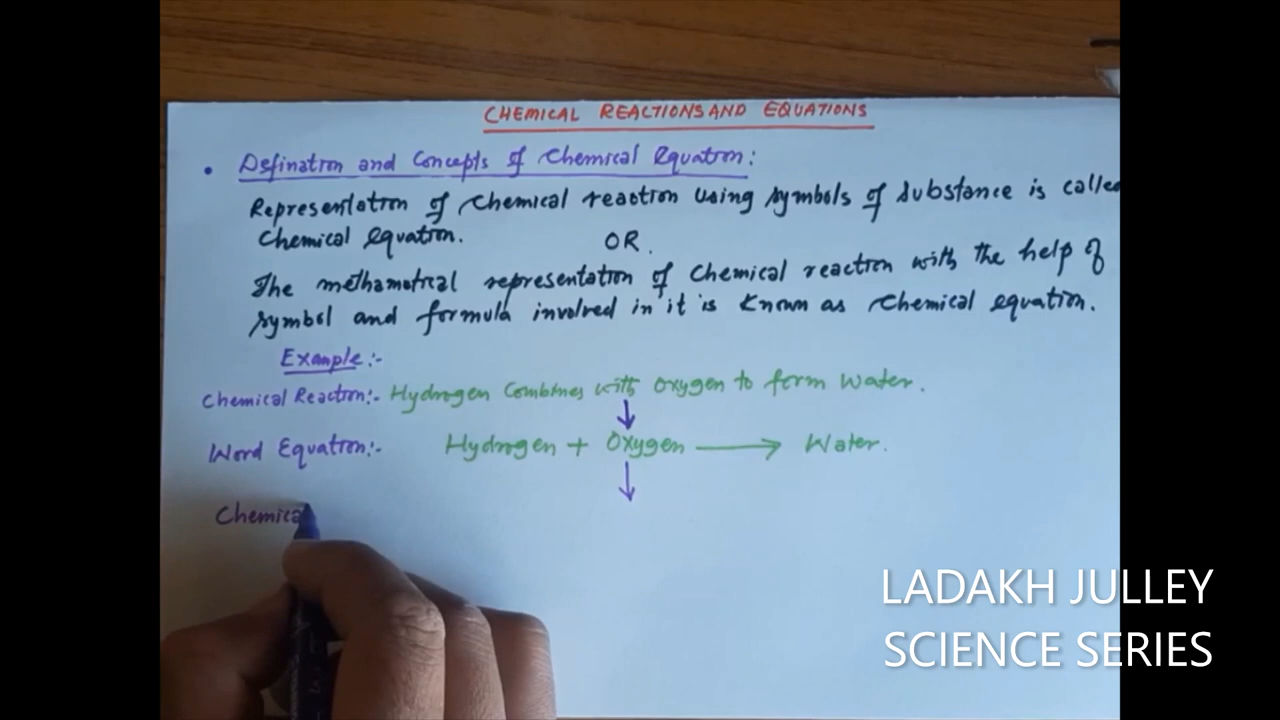 CHEMICAL REACTIONS AND EQUATIONS
• Defination and Concepts of Chemical Equation:
Representation of Chemical reaction using symbols of substance is called
Chemical equation. OR.
The methamatical representation of Chemical reaction with the help of
symbol and formula involved in it is known as Chemical equation.
Example:-
Chemical Reaction:- Hydrogen Combines with Oxygen to form Water.
↓
Word Equation:- Hydrogen + Oxygen ⟶ Water.
↓
Chemica
LADAKH JULLEY
SCIENCE SERIES